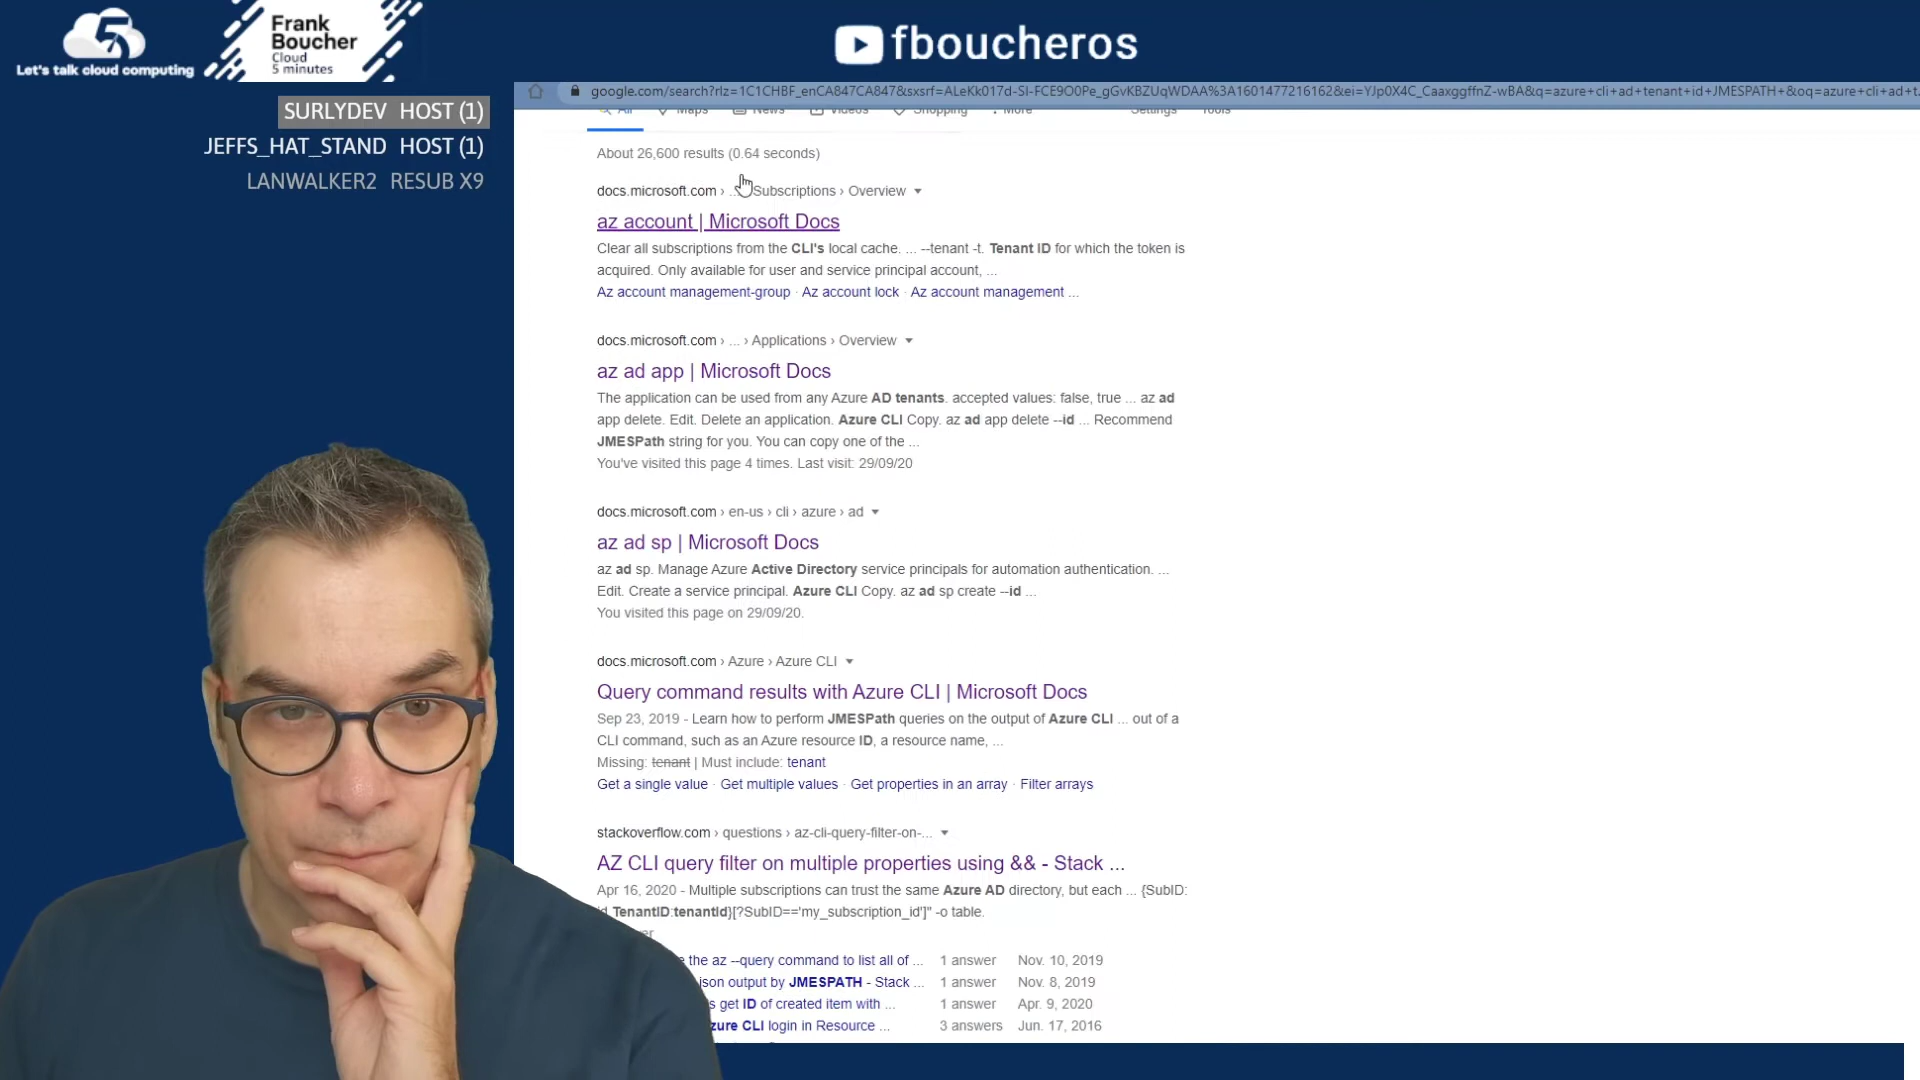 5
Let's talk cloud computing
Frank
Boucher
Cloud
5 minutes
fboucheros
SURLYDEV HOST (1)
JEFFS_HAT_STAND HOST (1)
LANWALKER2 RESUB X9
google.com/search?rlz=1C1CHBF_enCA847CA847&sxsrf=ALeKk017d-SI-FCE9O0Pe_gGvKBZUqWDAA%3A1601477216162&ei=YJp0X4C_CaaxggffnZ-wBA&q=azure+cli+ad+tenant+id+JMESPATH+&oq=azure+cli+ad+t
All Maps News Videos Shopping More Settings Tools
About 26,600 results (0.64 seconds)
docs.microsoft.com › ... Subscriptions › Overview
az account | Microsoft Docs
Clear all subscriptions from the CLI's local cache. ... --tenant -t. Tenant ID for which the token is
acquired. Only available for user and service principal account, ...
Az account management-group · Az account lock · Az account management ...
docs.microsoft.com › ... › Applications › Overview
az ad app | Microsoft Docs
The application can be used from any Azure AD tenants. accepted values: false, true ... az ad
app delete. Edit. Delete an application. Azure CLI Copy. az ad app delete --id ... Recommend
JMESPath string for you. You can copy one of the ...
You've visited this page 4 times. Last visit: 29/09/20
docs.microsoft.com › en-us › cli › azure › ad
az ad sp | Microsoft Docs
az ad sp. Manage Azure Active Directory service principals for automation authentication. ...
Edit. Create a service principal. Azure CLI Copy. az ad sp create --id ...
You visited this page on 29/09/20.
docs.microsoft.com › Azure › Azure CLI
Query command results with Azure CLI | Microsoft Docs
Sep 23, 2019 - Learn how to perform JMESPath queries on the output of Azure CLI ... out of a
CLI command, such as an Azure resource ID, a resource name, ...
Missing: tenant | Must include: tenant
Get a single value · Get multiple values · Get properties in an array · Filter arrays
stackoverflow.com › questions › az-cli-query-filter-on-...
AZ CLI query filter on multiple properties using && - Stack ...
Apr 16, 2020 - Multiple subscriptions can trust the same Azure AD directory, but each ... {SubID:
TenantID:tenantId}[?SubID=='my_subscription_id']" -o table.
the az --query command to list all of ... 1 answer Nov. 10, 2019
output by JMESPATH - Stack ... 1 answer Nov. 8, 2019
get ID of created item with ... 1 answer Apr. 9, 2020
CLI login in Resource ... 3 answers Jun. 17, 2016